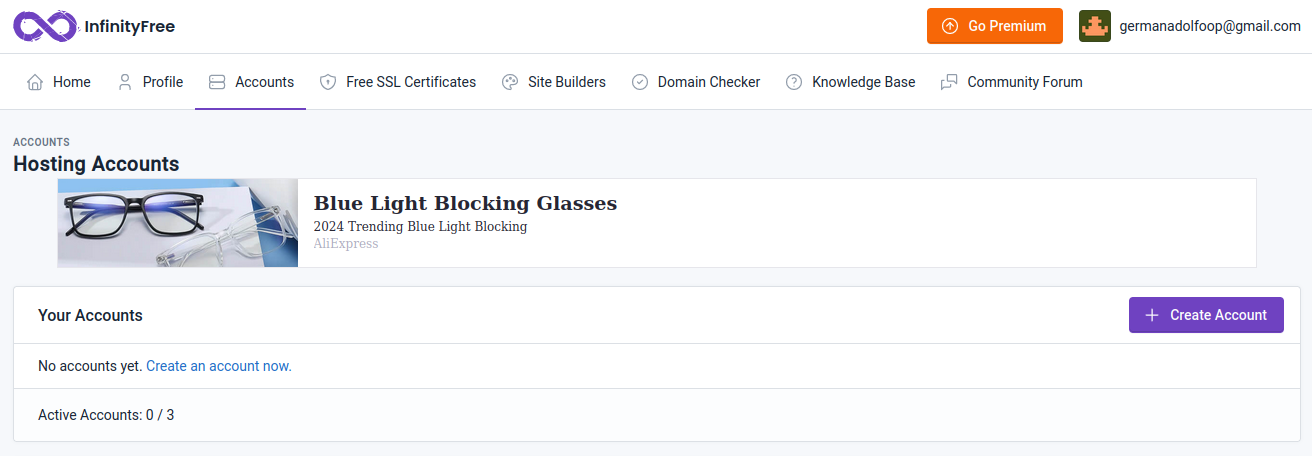 InfinityFree
Go Premium
germanadolfoop@gmail.com
Home
Profile
Accounts
Free SSL Certificates
Site Builders
Domain Checker
Knowledge Base
Community Forum
ACCOUNTS
Hosting Accounts
Blue Light Blocking Glasses
2024 Trending Blue Light Blocking
AliExpress
Your Accounts
Create Account
No accounts yet. Create an account now.
Active Accounts: 0 / 3